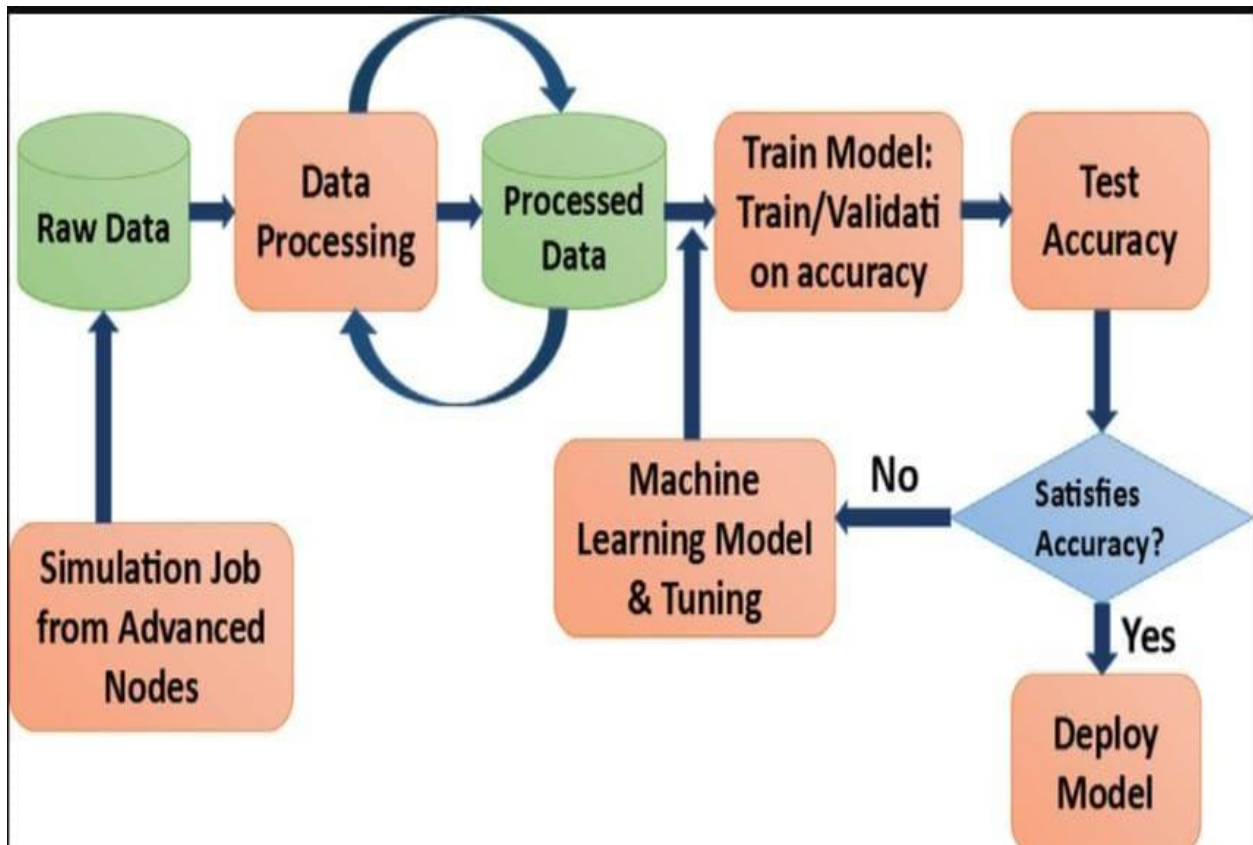 Raw Data
Data
Processing
Processed
Data
Train Model:
Train/Validati
on accuracy
Test
Accuracy
Simulation Job
from Advanced
Nodes
Machine
Learning Model
& Tuning
No
Satisfies
Accuracy?
Yes
Deploy
Model